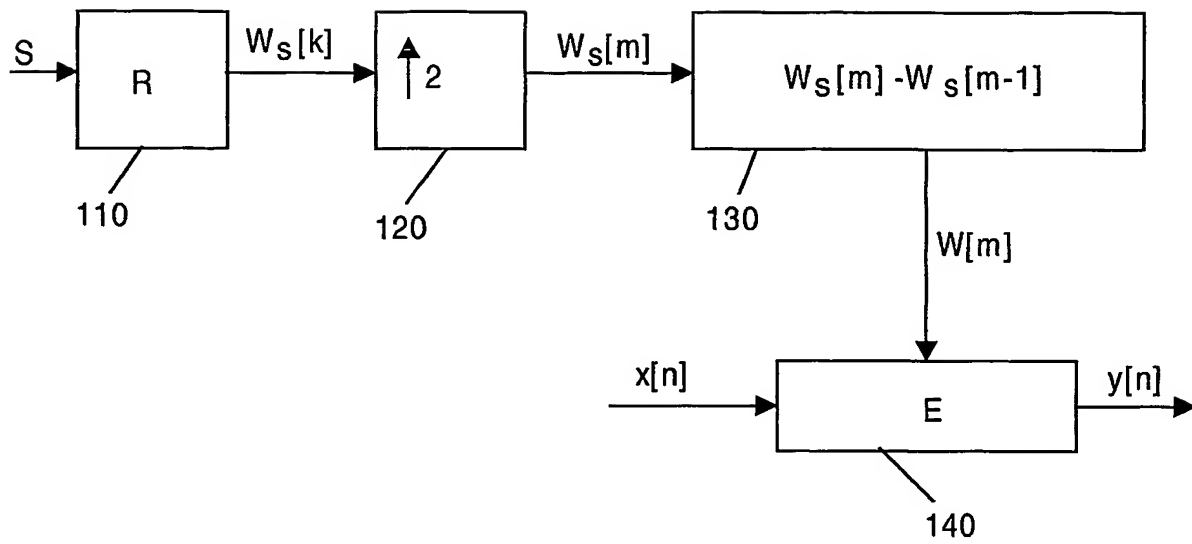 S
R
W_S[k]
2
W_S[m]
W_S[m] -W_S[m-1]
110
120
130
W[m]
x[n]
E
y[n]
140